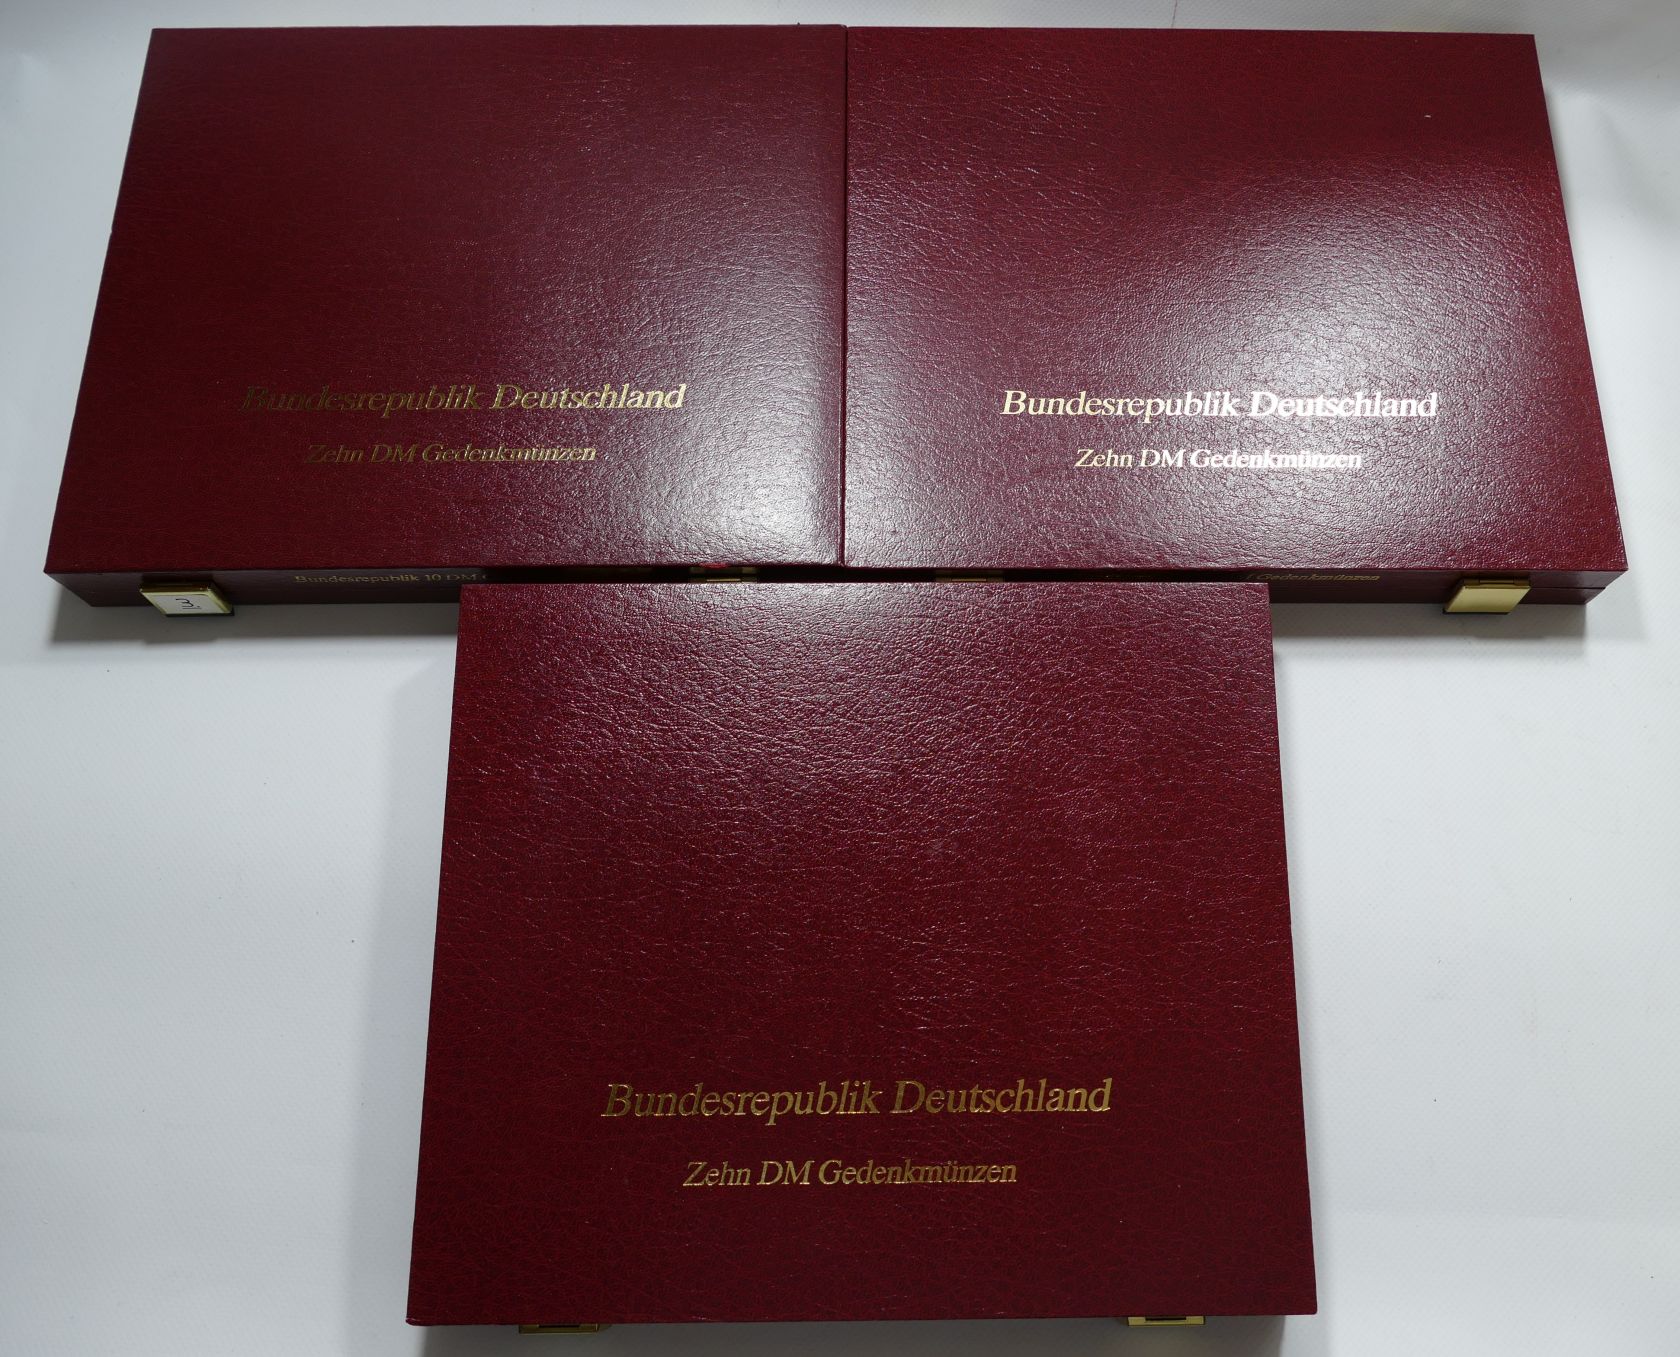 Bundesrepublik Deutschland
Zehn DM Gedenkmünzen
Bundesrepublik Deutschland
Zehn DM Gedenkmünzen
Bundesrepublik 10 DM
Gedenkmünzen
Bundesrepublik Deutschland
Zehn DM Gedenkmünzen